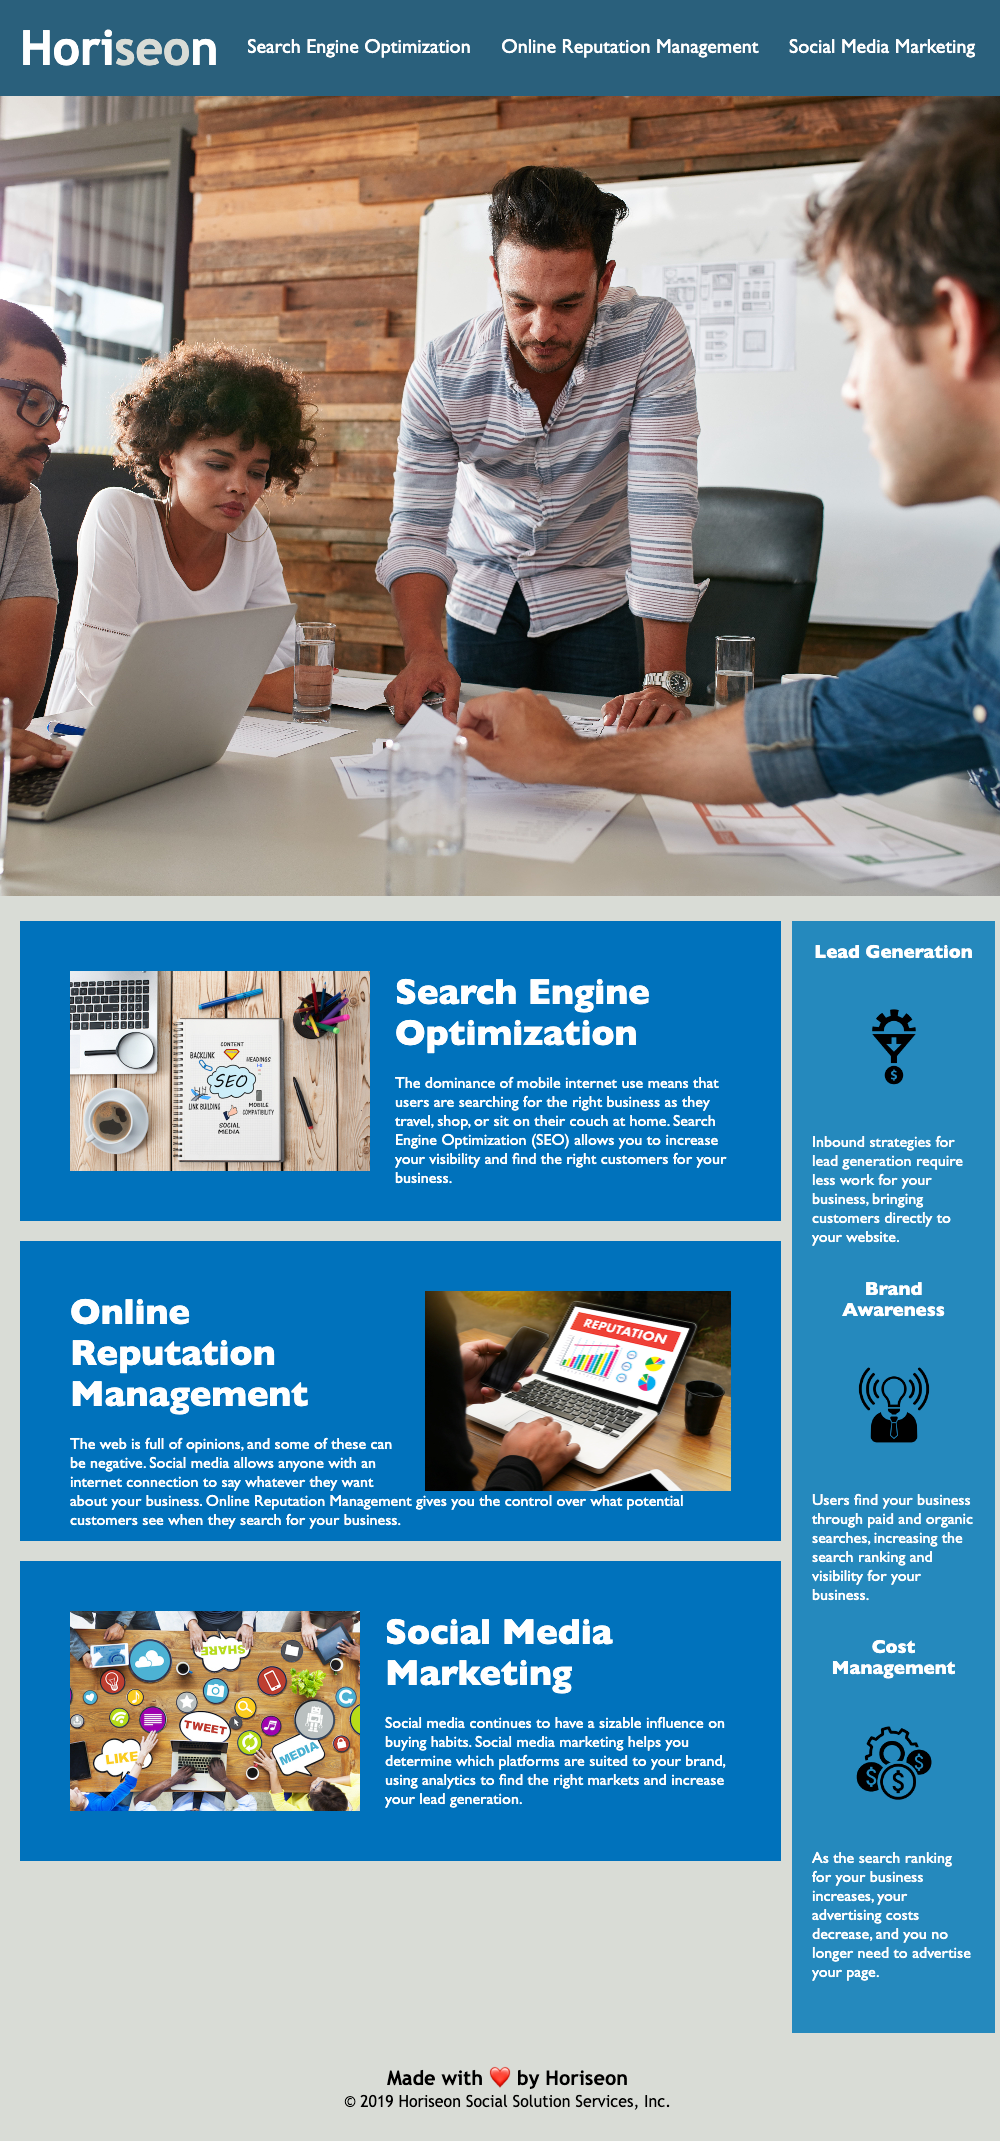 Horiseon
Search Engine Optimization
Online Reputation Management
Social Media Marketing
CONTENT
BACKLINK
HEADINGS
SEO
LINK BUILDING
MOBILE
COMPATIBILITY
SOCIAL
MEDIA
Search Engine
Optimization
The dominance of mobile internet use means that
users are searching for the right business as they
travel, shop, or sit on their couch at home. Search
Engine Optimization (SEO) allows you to increase
your visibility and find the right customers for your
business.
Online
Reputation
Management
The web is full of opinions, and some of these can
be negative. Social media allows anyone with an
internet connection to say whatever they want
about your business. Online Reputation Management gives you the control over what potential
customers see when they search for your business.
REPUTATION
SHARE
TWEET
LIKE
MEDIA
Social Media
Marketing
Social media continues to have a sizable influence on
buying habits. Social media marketing helps you
determine which platforms are suited to your brand,
using analytics to find the right markets and increase
your lead generation.
Lead Generation
$
Inbound strategies for
lead generation require
less work for your
business, bringing
customers directly to
your website.
Brand
Awareness
Users find your business
through paid and organic
searches, increasing the
search ranking and
visibility for your
business.
Cost
Management
$ $ $
As the search ranking
for your business
increases, your
advertising costs
decrease, and you no
longer need to advertise
your page.
Made with ❤️ by Horiseon
© 2019 Horiseon Social Solution Services, Inc.